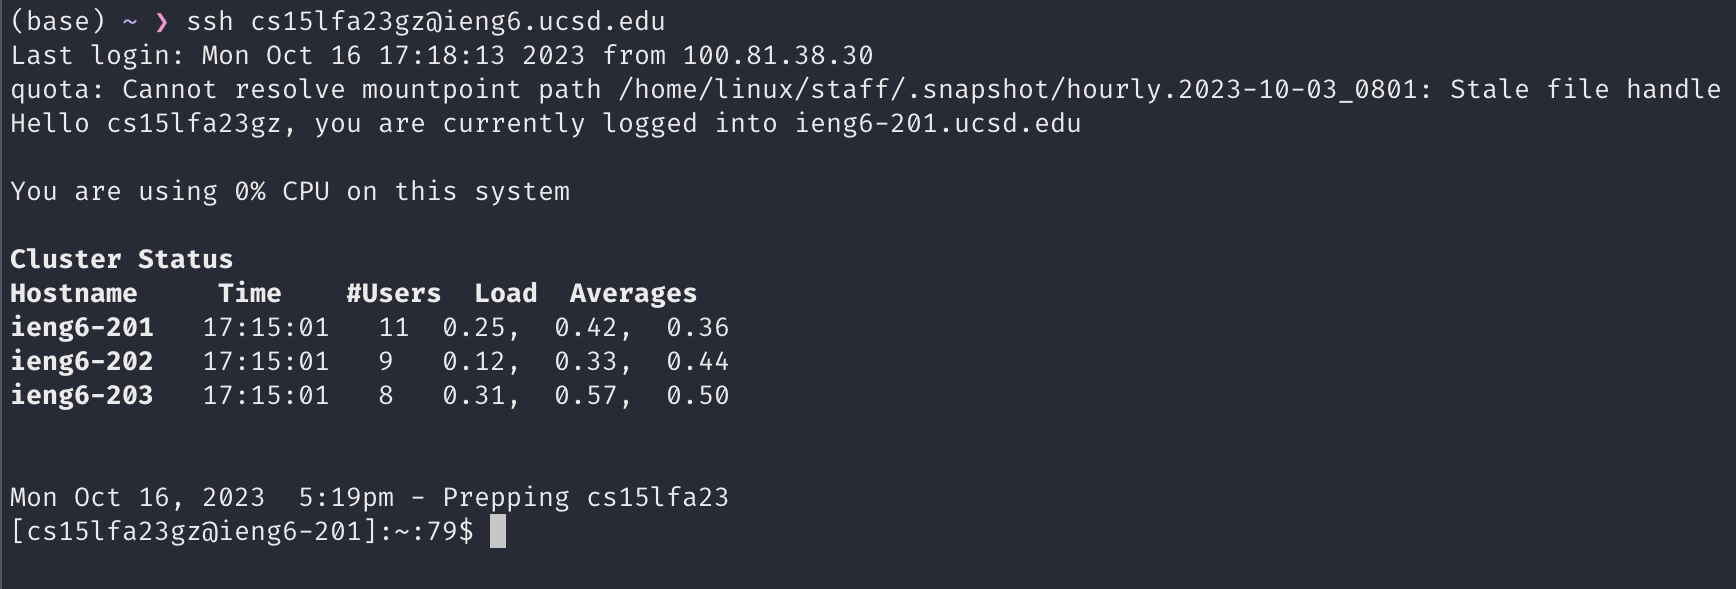 (base) ~ ❯ ssh cs15lfa23gz@ieng6.ucsd.edu
Last login: Mon Oct 16 17:18:13 2023 from 100.81.38.30
quota: Cannot resolve mountpoint path /home/linux/staff/.snapshot/hourly.2023-10-03_0801: Stale file handle
Hello cs15lfa23gz, you are currently logged into ieng6-201.ucsd.edu
You are using 0% CPU on this system
Cluster Status
Hostname     Time    #Users  Load  Averages
ieng6-201   17:15:01   11  0.25,  0.42,  0.36
ieng6-202   17:15:01   9   0.12,  0.33,  0.44
ieng6-203   17:15:01   8   0.31,  0.57,  0.50
Mon Oct 16, 2023  5:19pm - Prepping cs15lfa23
[cs15lfa23gz@ieng6-201]:~:79$